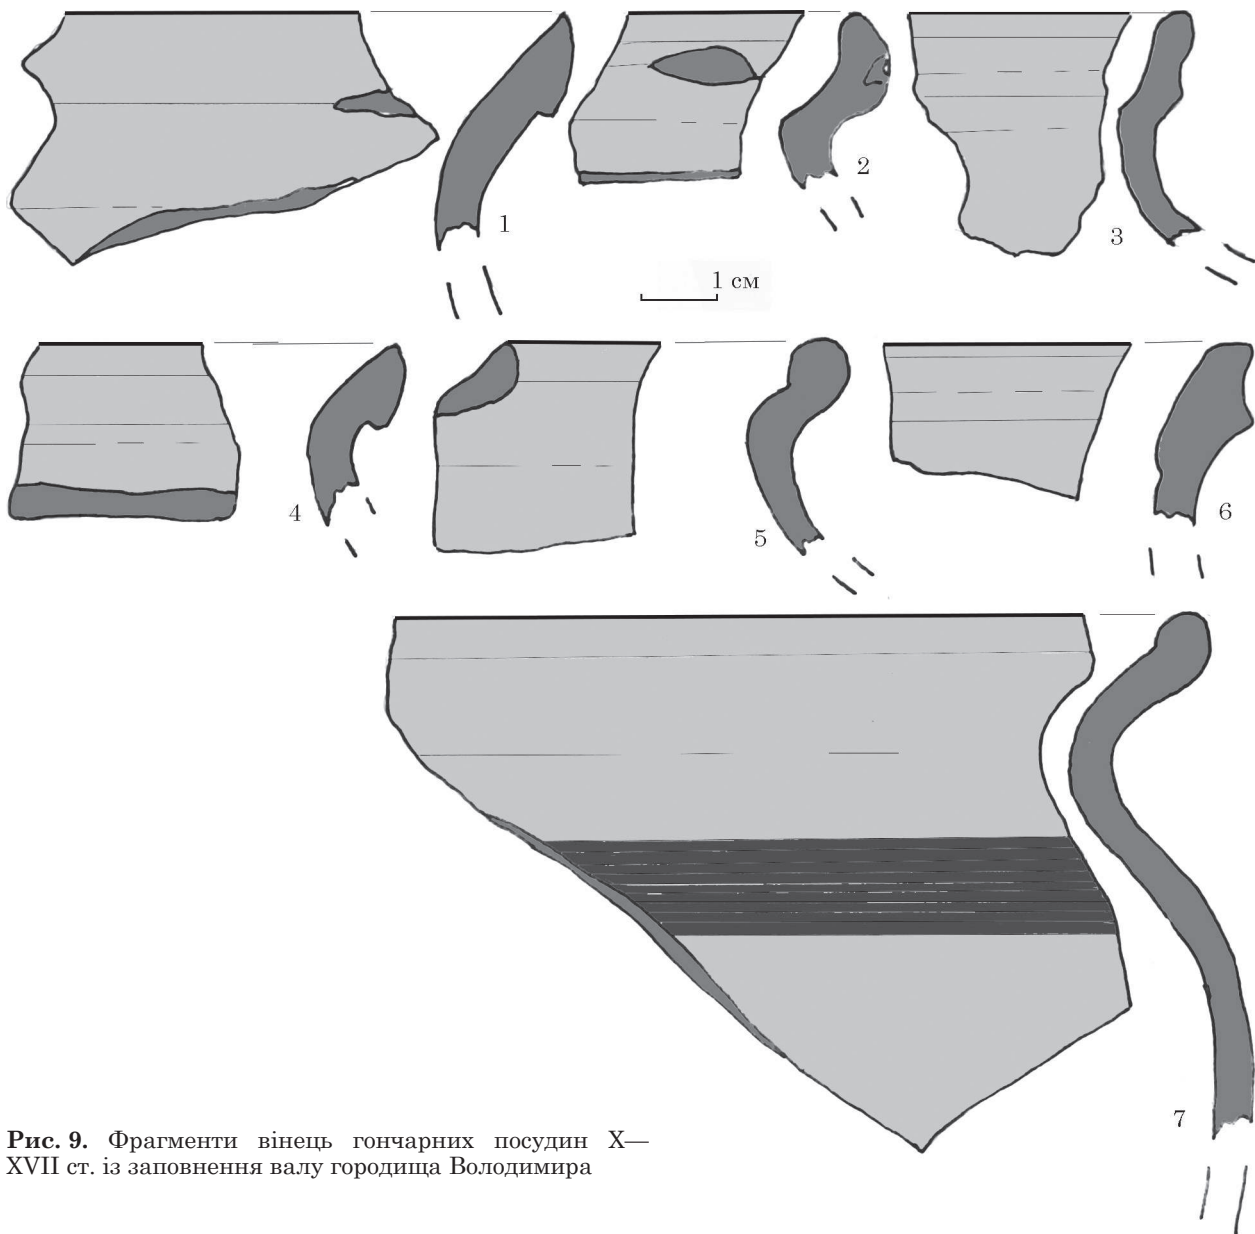 1
2
3
1 см
4
5
6
7
Рис. 9. Фрагменти вінець гончарних посудин X—
XVII ст. із заповнення валу городища Володимира